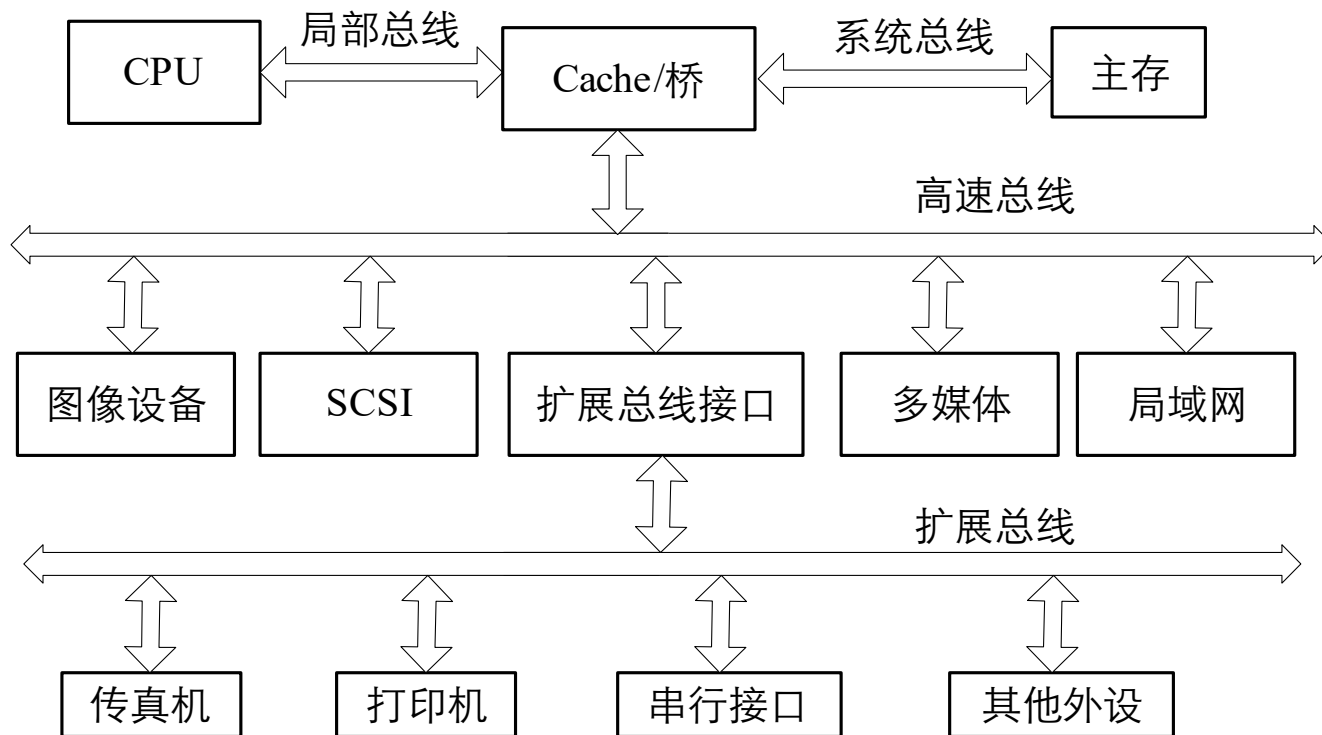 局部总线
系统总线
CPU
Cache/桥
主存
高速总线
图像设备
SCSI
扩展总线接口
多媒体
局域网
扩展总线
传真机
打印机
串行接口
其他外设